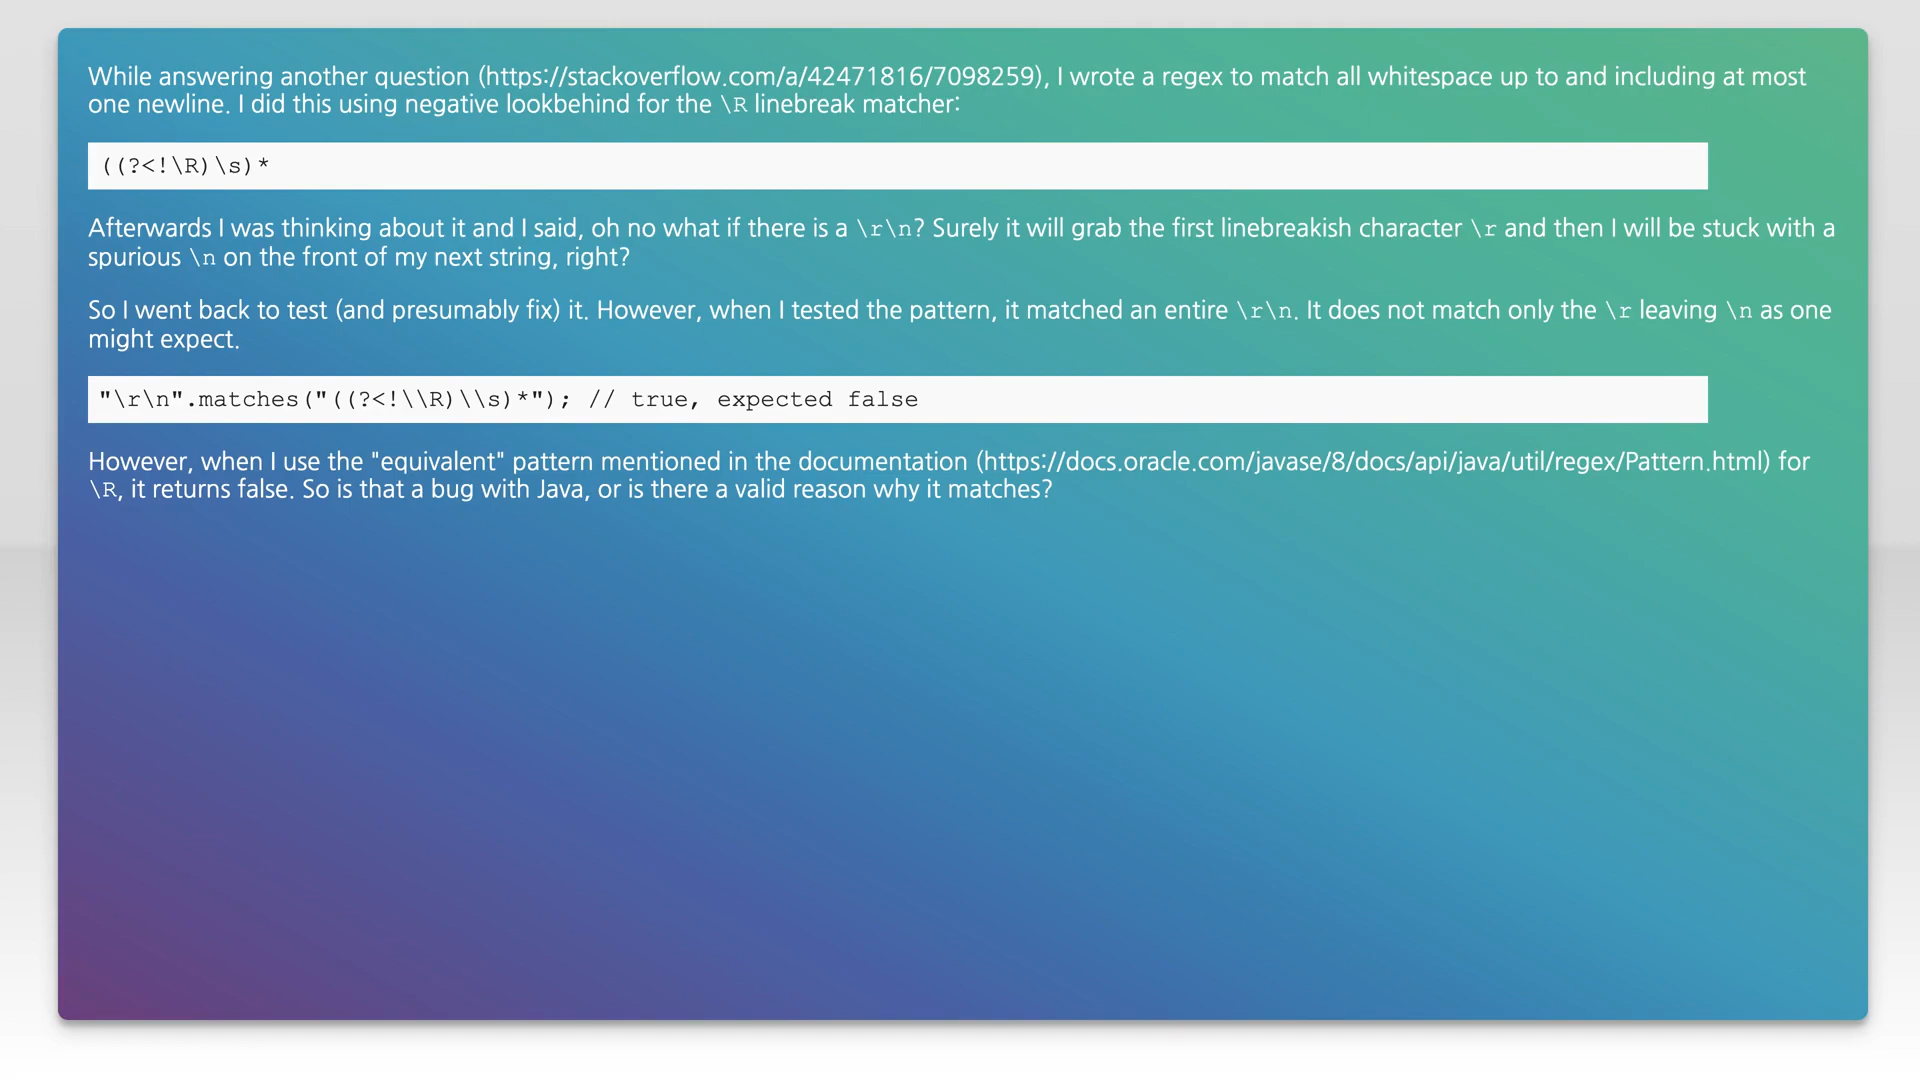 While answering another question (https://stackoverflow.com/a/42471816/7098259), I wrote a regex to match all whitespace up to and including at most
one newline. I did this using negative lookbehind for the \R linebreak matcher:
((?<!\R)\s)*
Afterwards I was thinking about it and I said, oh no what if there is a \r\n? Surely it will grab the first linebreakish character \r and then I will be stuck with a
spurious \n on the front of my next string, right?
So I went back to test (and presumably fix) it. However, when I tested the pattern, it matched an entire \r\n. It does not match only the \r leaving \n as one
might expect.
"\r\n".matches("((?<!\\R)\\s)*"); // true, expected false
However, when I use the "equivalent" pattern mentioned in the documentation (https://docs.oracle.com/javase/8/docs/api/java/util/regex/Pattern.html) for
\R, it returns false. So is that a bug with Java, or is there a valid reason why it matches?